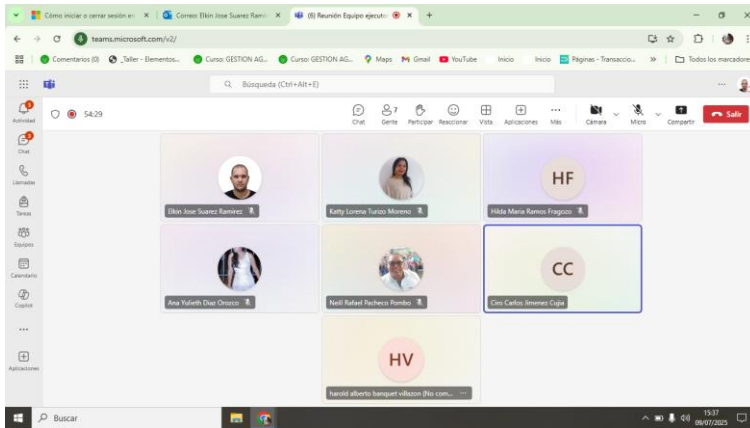 Cómo iniciar o cerrar sesión en
Correo: Elkin Jose Suarez Ramir
(6) Reunión Equipo ejecutor
teams.microsoft.com/v2/
Comentarios (0)
_Taller - Elementos...
Curso: GESTION AG...
Curso: GESTION AG...
Maps
Gmail
YouTube
Inicio
Inicio
Páginas - Transaccio...
Todos los marcadores
Búsqueda (Ctrl+Alt+E)
54:29
Chat
7
Gente
Participar
Reaccionar
Vista
Aplicaciones
Más
Cámara
Micro
Compartir
Salir
Actividad
Chat
Llamadas
Tareas
Equipos
Calendario
Copilot
Aplicaciones
Elkin Jose Suarez Ramirez
Katty Lorena Turizo Moreno
HF
Hilda Maria Ramos Fragozo
Ana Yulieth Diaz Orozco
Neill Rafael Pacheco Pombo
CC
Ciro Carlos Jimenez Cujia
HV
harold alberto banquet villazon (No com...
Buscar
15:37
09/07/2025